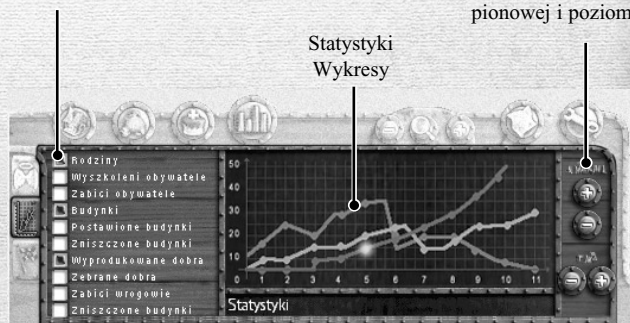 pionowej i poziom
Statystyki
Wykresy
Rodziny
Wyszkoleni obywatele
Zabici obywatele
Budynki
Postawione budynki
Zniszczone budynki
Wyprodukowane dobra
Zebrane dobra
Zabici wrogowie
Zniszczone budynki
50
40
30
20
10
0 1 2 3 4 5 6 7 8 9 10 11
Statystyki